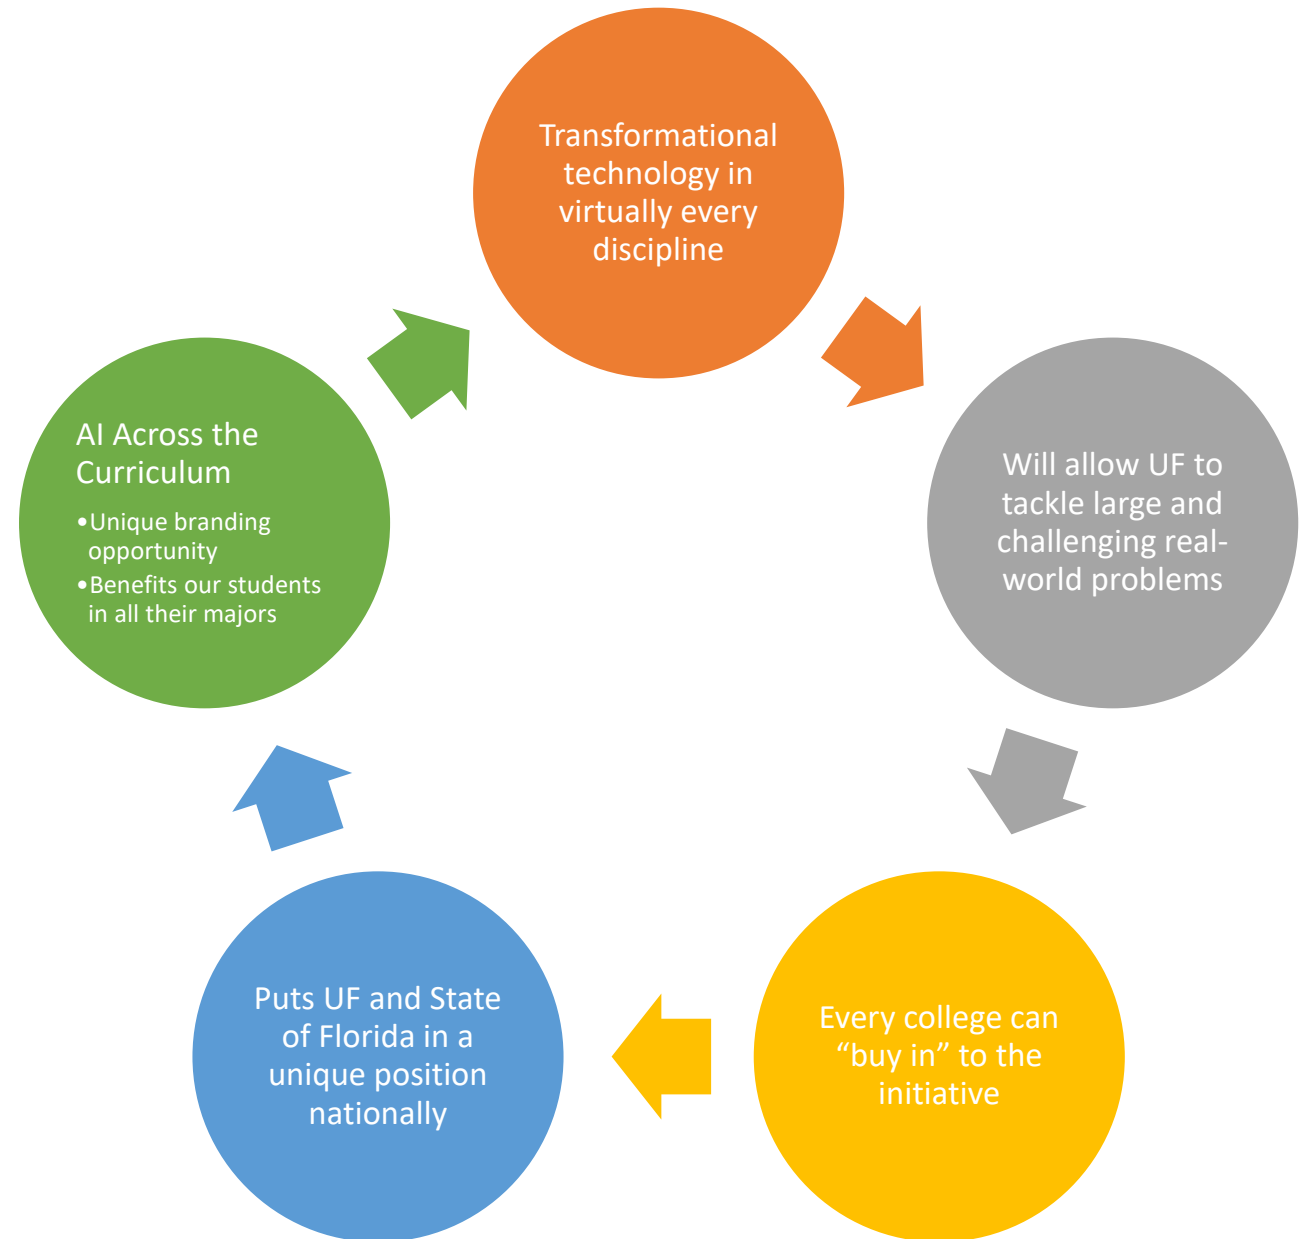 Transformational
technology in
virtually every
discipline
Will allow UF to
tackle large and
challenging real-
world problems
Every college can
“buy in” to the
initiative
Puts UF and State
of Florida in a
unique position
nationally
AI Across the
Curriculum
•Unique branding
opportunity
•Benefits our students
in all their majors